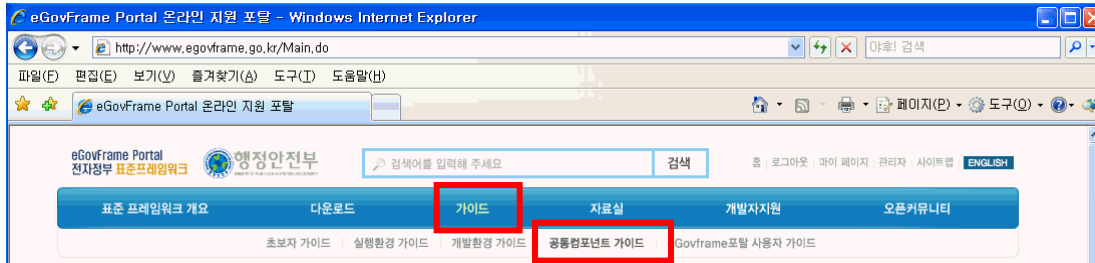 eGovFrame Portal 온라인 지원 포탈 - Windows Internet Explorer
http://www.egovframe.go.kr/Main.do
야후! 검색
파일(F) 편집(E) 보기(V) 즐겨찾기(A) 도구(T) 도움말(H)
eGovFrame Portal 온라인 지원 포탈
페이지(P) 도구(O)
eGovFrame Portal
전자정부 표준프레임워크
행정안전부
검색어를 입력해 주세요
검색
홈 | 로그아웃 | 마이 페이지 | 관리자 | 사이트맵 | ENGLISH
표준 프레임워크 개요 다운로드 가이드 자료실 개발자지원 오픈커뮤니티
초보자 가이드 | 실행환경 가이드 | 개발환경 가이드 공통컴포넌트 가이드 Govframe포탈 사용자 가이드